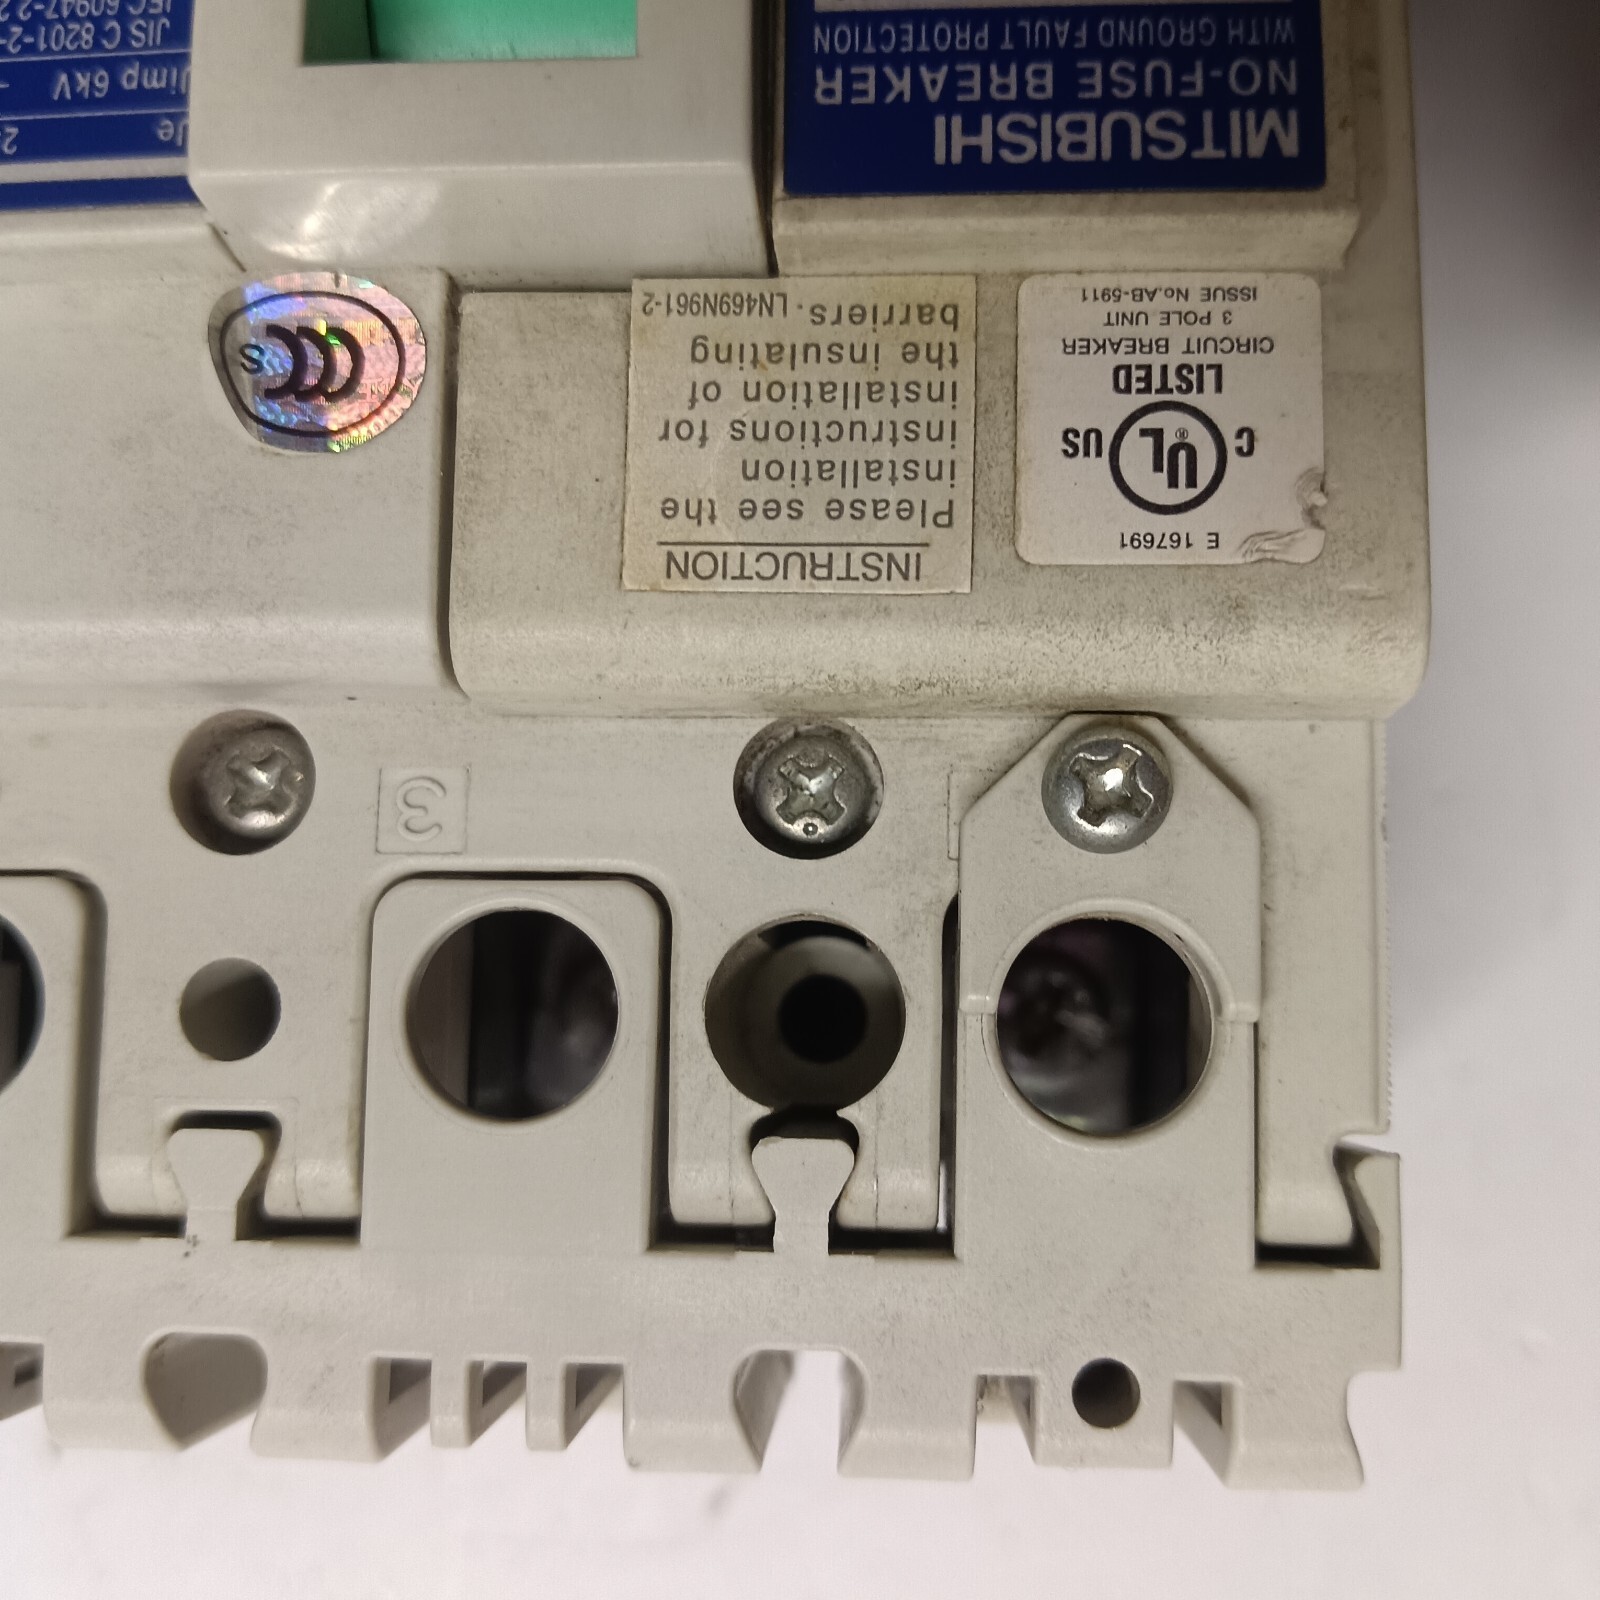 E 167691
C UL® US
LISTED
CIRCUIT BREAKER
3 POLE UNIT
ISSUE No.AB-5911
INSTRUCTION
Please see the
installation
instructions for
installation of
the insulating
barriers. LN469N961-2
CCC S
MITSUBISHI
NO-FUSE BREAKER
WITH GROUND FAULT PROTECTION
Ue
Uimp 6kV
JIS C 8201-2-
IEC 60947-2
3